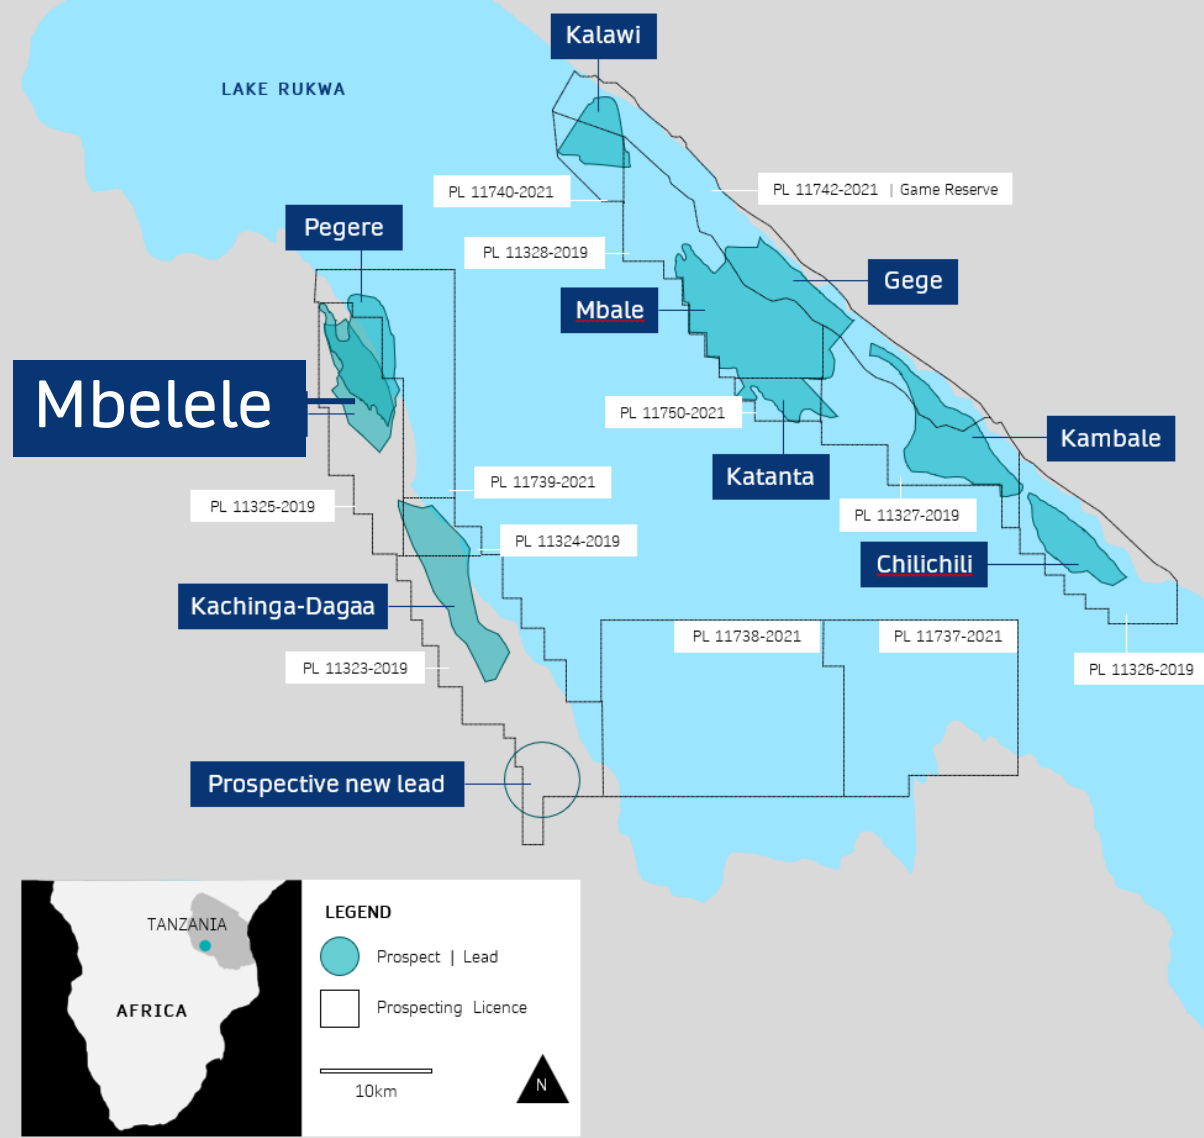 Kalawi
LAKE RUKWA
PL 11740-2021
PL 11742-2021 | Game Reserve
Pegere
PL 11328-2019
Gege
Mbale
Mbelele
PL 11750-2021
Kambale
Katanta
PL 11739-2021
PL 11325-2019
PL 11327-2019
PL 11324-2019
Chilichili
Kachinga-Dagaa
PL 11738-2021
PL 11737-2021
PL 11323-2019
PL 11326-2019
Prospective new lead
TANZANIA
AFRICA
LEGEND
Prospect | Lead
Prospecting Licence
10km
N